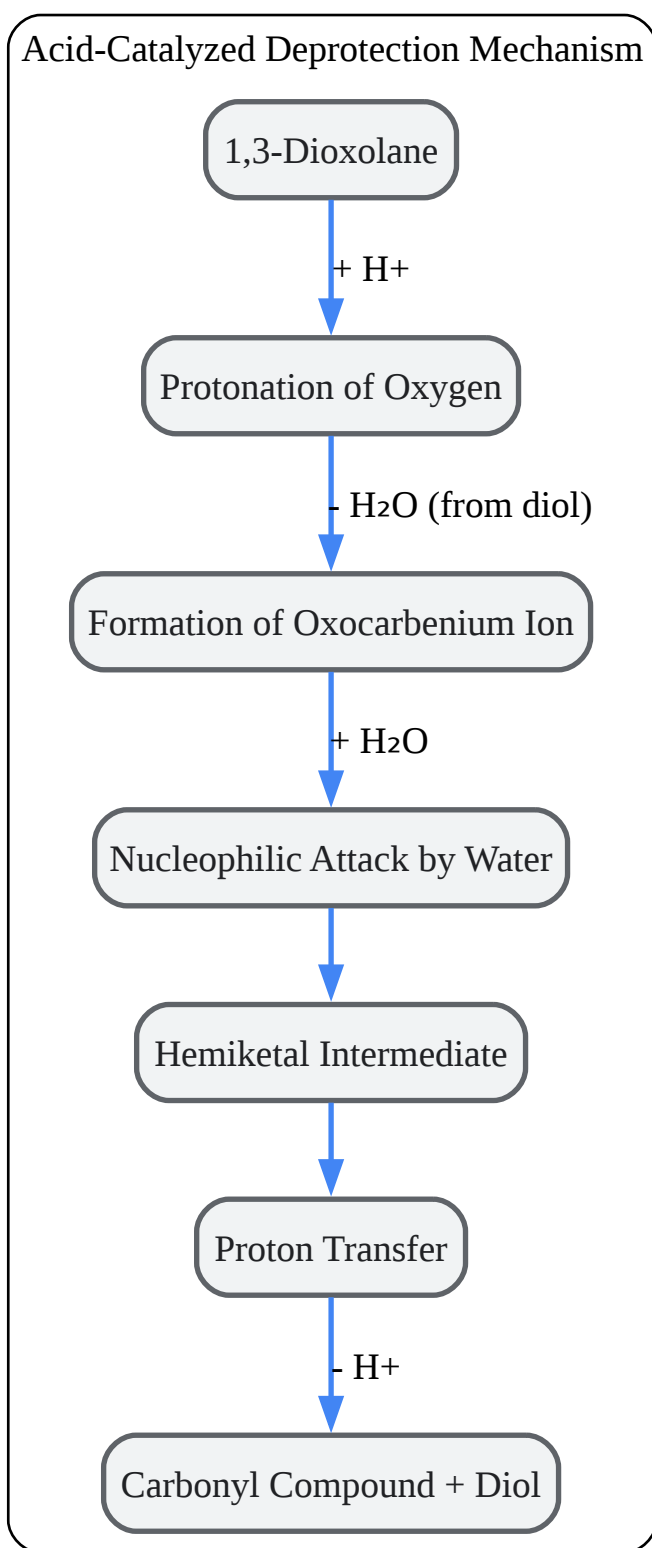 Acid-Catalyzed Deprotection Mechanism
1,3-Dioxolane
+ H+
Protonation of Oxygen
- H₂O (from diol)
Formation of Oxocarbenium Ion
+ H₂O
Nucleophilic Attack by Water
Hemiketal Intermediate
Proton Transfer
- H+
Carbonyl Compound + Diol